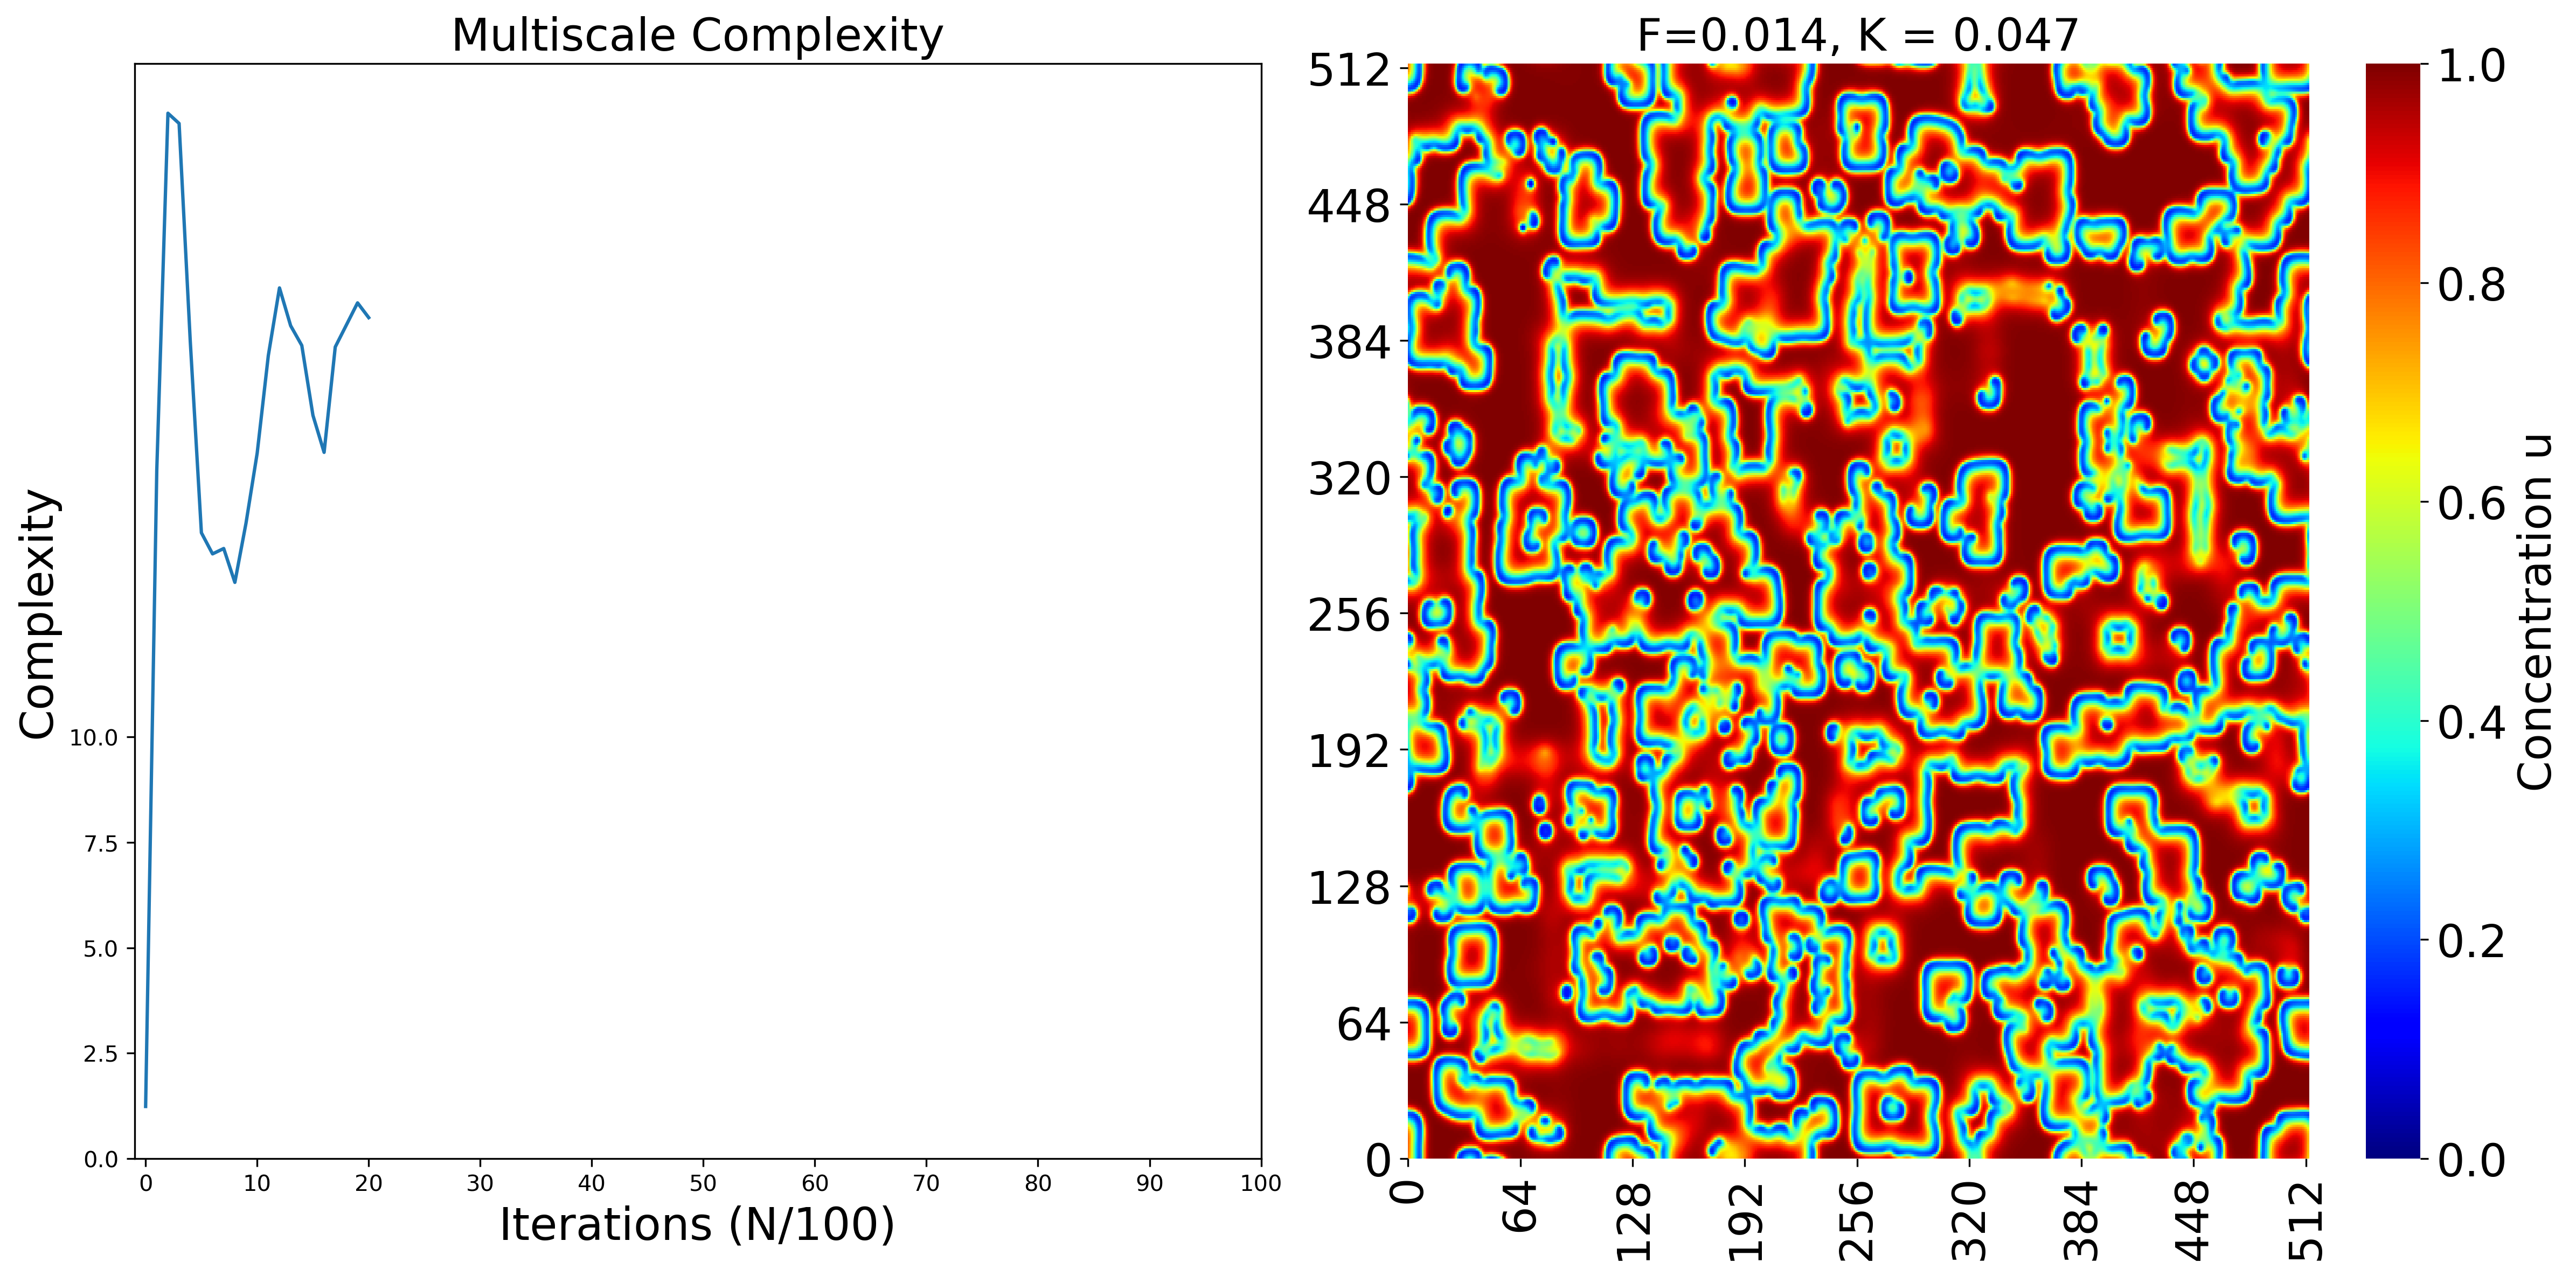 Multiscale Complexity
Complexity
10.0
7.5
5.0
2.5
0.0
0 10 20 30 40 50 60 70 80 90 100
Iterations (N/100)
F=0.014, K = 0.047
512
448
384
320
256
192
128
64
0
0 64 128 192 256 320 384 448 512
1.0
0.8
0.6
0.4
0.2
0.0
Concentration u